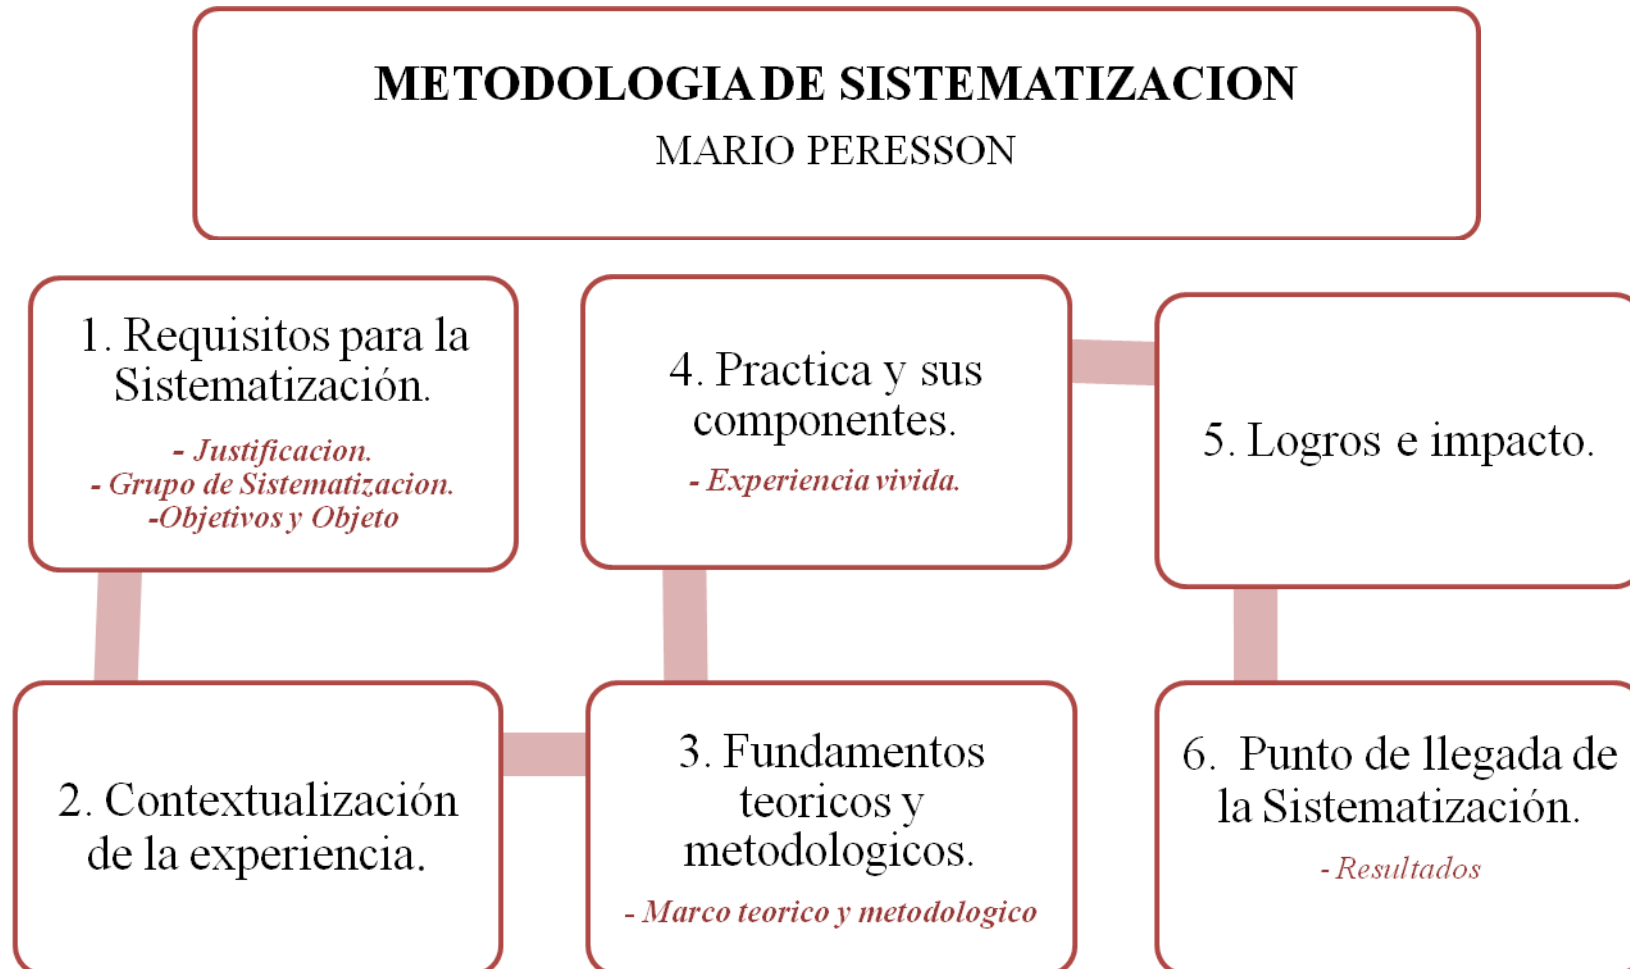 METODOLOGIA DE SISTEMATIZACION
MARIO PERESSON
1. Requisitos para la
Sistematización.
- Justificacion.
- Grupo de Sistematizacion.
-Objetivos y Objeto
2. Contextualización
de la experiencia.
3. Fundamentos
teoricos y
metodologicos.
- Marco teorico y metodologico
4. Practica y sus
componentes.
- Experiencia vivida.
5. Logros e impacto.
6. Punto de llegada de
la Sistematización.
- Resultados